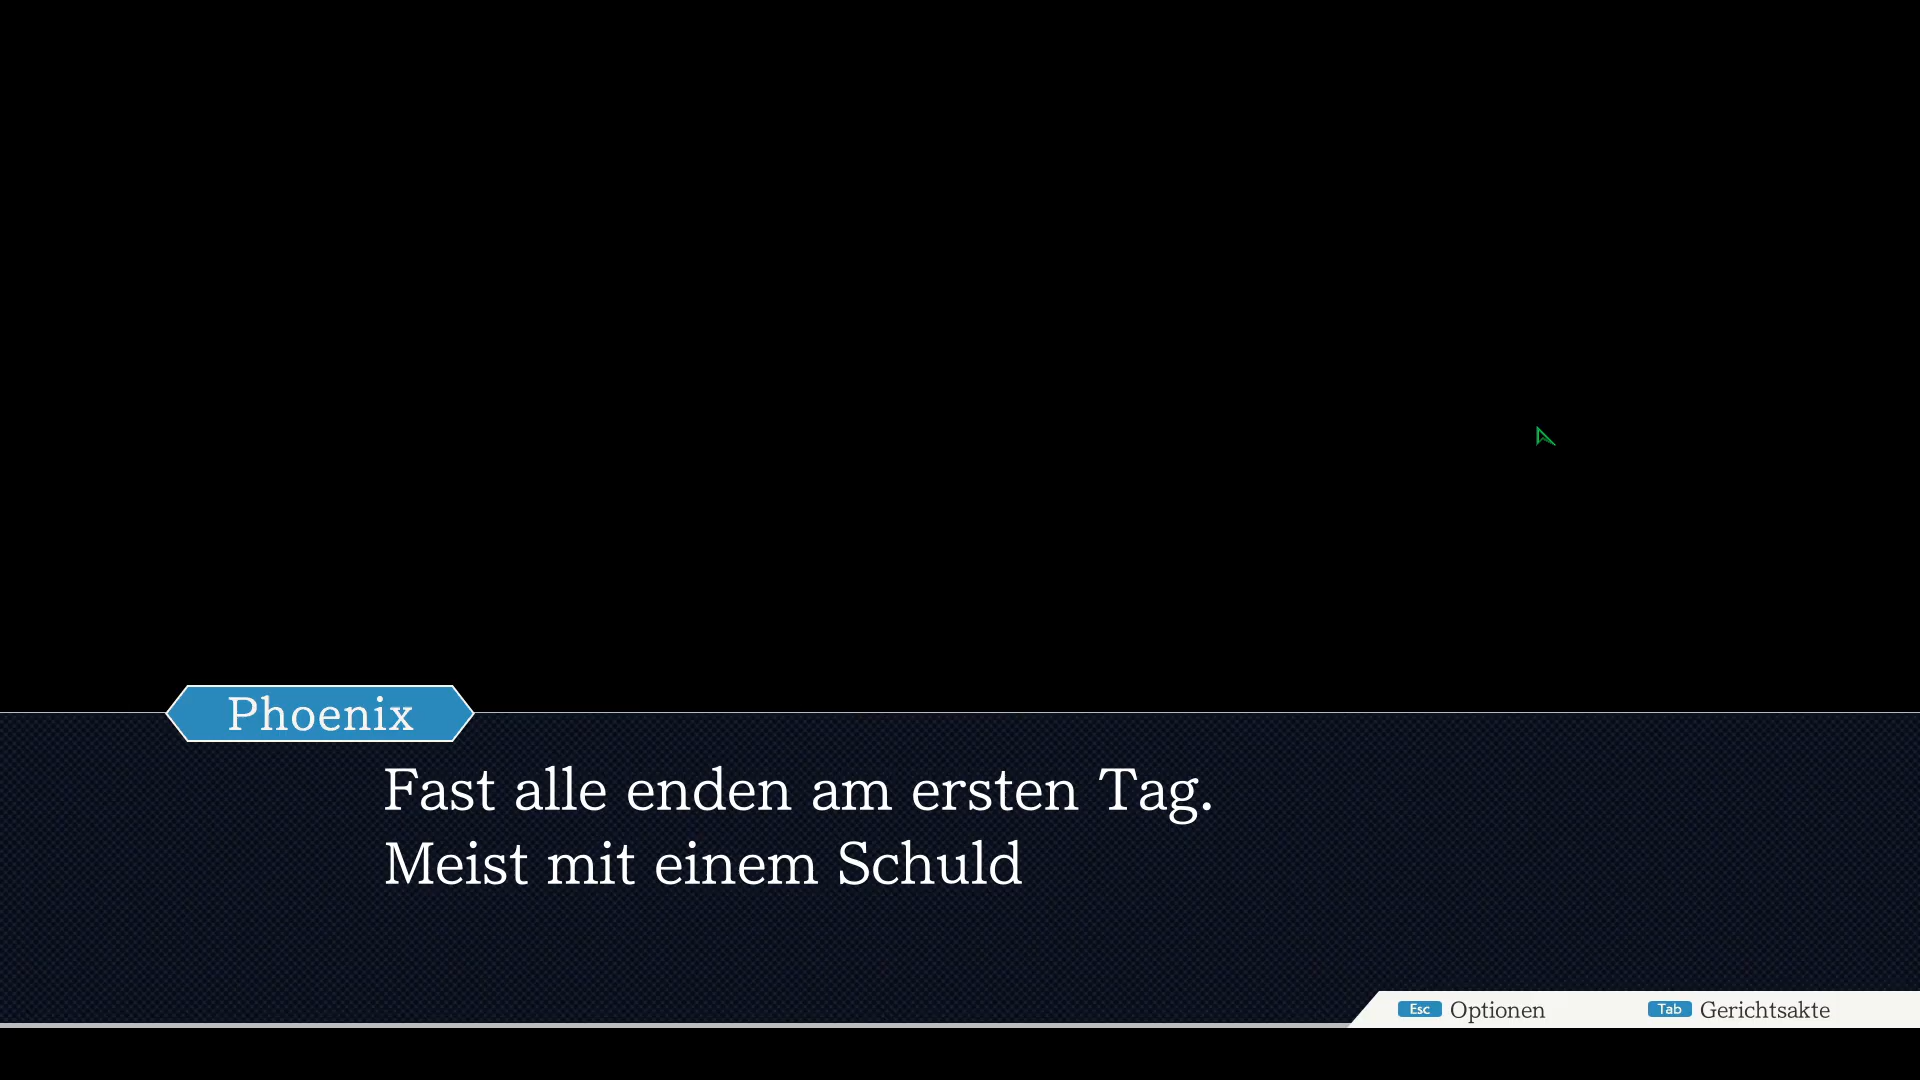 Phoenix
Fast alle enden am ersten Tag.
Meist mit einem Schuld
Esc Optionen Tab Gerichtsakte